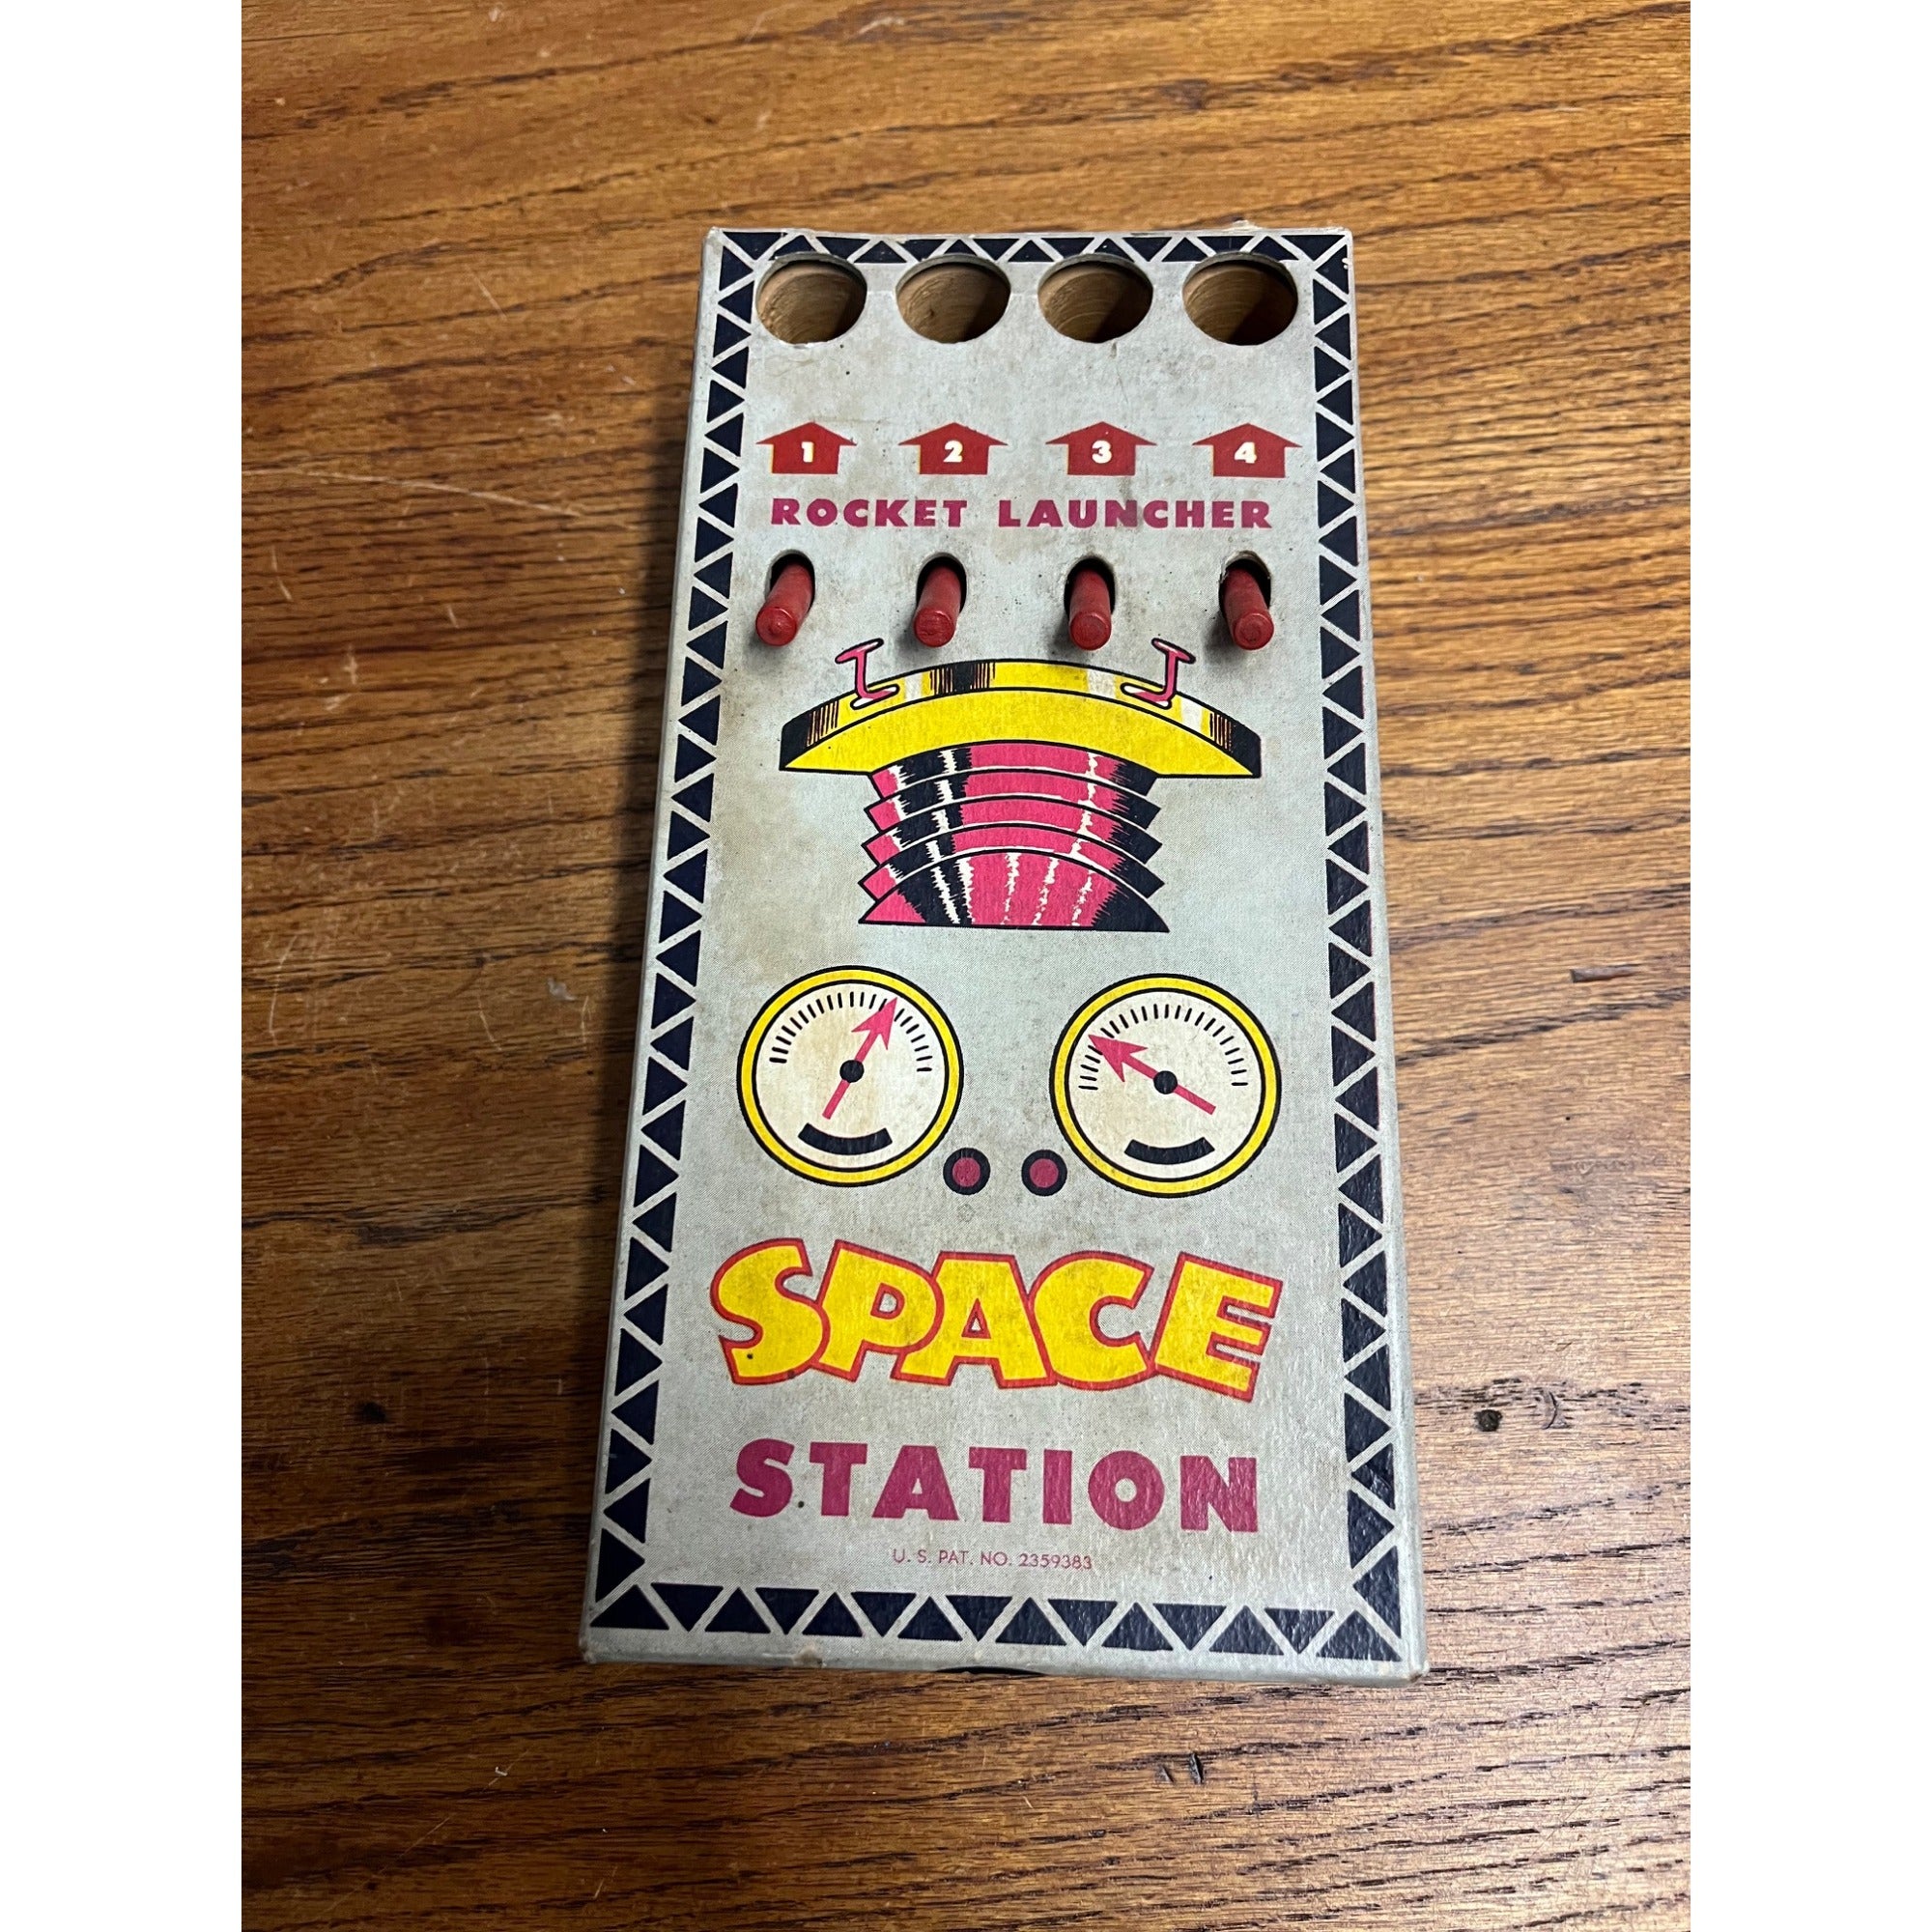 1 2 3 4
ROCKET LAUNCHER
SPACE
STATION
U. S. PAT. NO. 2359383